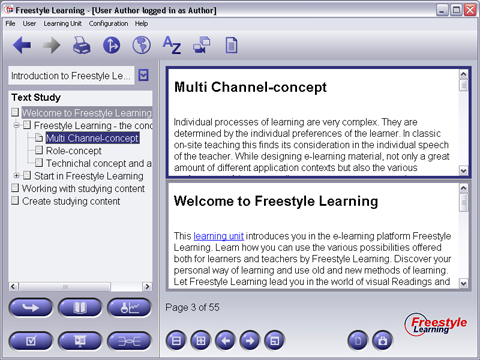 Freestyle Learning - [User Author logged in as Author]
File User Learning Unit Configuration Help
AZ
Introduction to Freestyle Le...
Text Study
Welcome to Freestyle Learning
Freestyle Learning - the conc
Multi Channel-concept
Role-concept
Technichal concept and a
Start in Freestyle Learning
Working with studying content
Create studying content
Multi Channel-concept
Individual processes of learning are very complex. They are
determined by the individual preferences of the learner. In classic
on-site teaching this finds its consideration in the individual speech
of the teacher. While designing e-learning material, not only a great
amount of different application contexts but also the various
Welcome to Freestyle Learning
This learning unit introduces you in the e-learning platform Freestyle
Learning. Learn how you can use the various possibilities offered
both for learners and teachers by Freestyle Learning. Discover your
personal way of learning and use old and new methods of learning.
Let Freestyle Learning lead you in the world of visual Readings and
Page 3 of 55
Freestyle
Learning